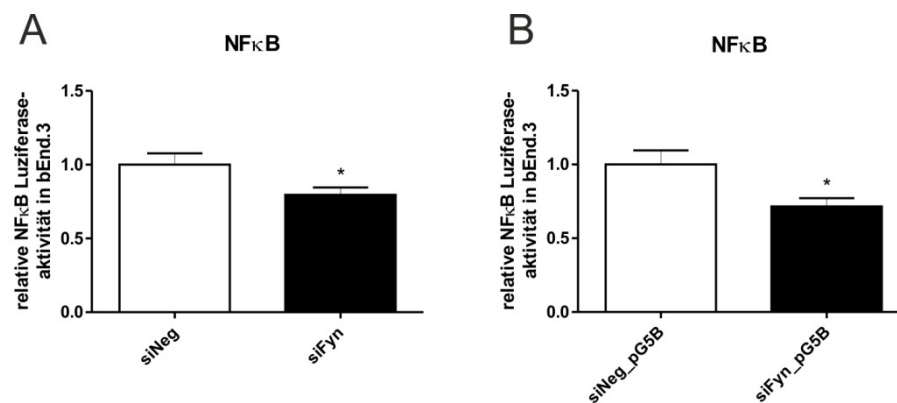 A
NFκB
relative NFκB Luziferase-
aktivität in bEnd.3
1.5
1.0
0.5
0.0
*
siNeg
siFyn
B
NFκB
relative NFκB Luziferase-
aktivität in bEnd.3
1.5
1.0
0.5
0.0
*
siNeg_pG5B
siFyn_pG5B